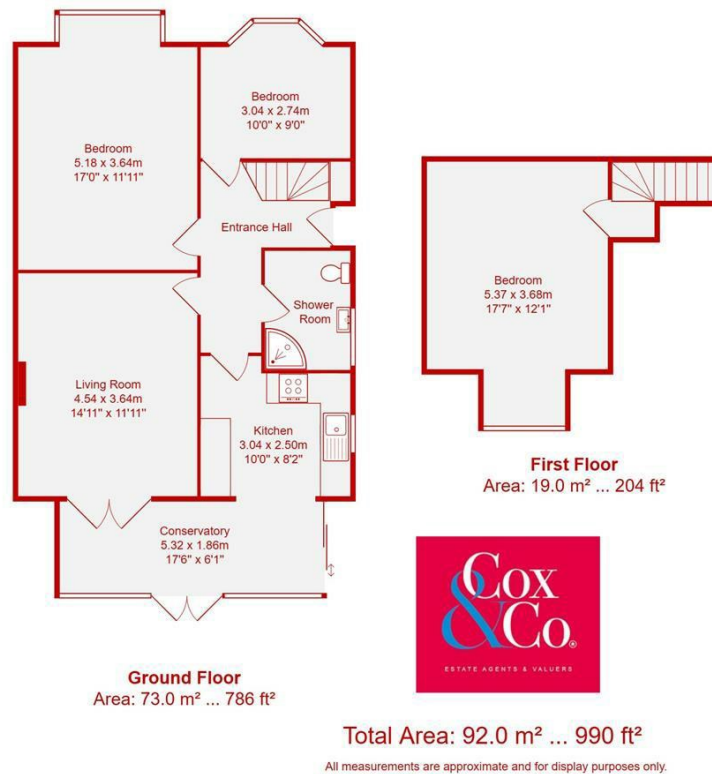 Bedroom
5.18 x 3.64m
17'0" x 11'11"
Bedroom
3.04 x 2.74m
10'0" x 9'0"
Entrance Hall
Shower
Room
Living Room
4.54 x 3.64m
14'11" x 11'11"
Kitchen
3.04 x 2.50m
10'0" x 8'2"
Conservatory
5.32 x 1.86m
17'6" x 6'1"
Ground Floor
Area: 73.0 m² ... 786 ft²
Bedroom
5.37 x 3.68m
17'7" x 12'1"
First Floor
Area: 19.0 m² ... 204 ft²
Cox
&Co.®
ESTATE AGENTS & VALUERS
Total Area: 92.0 m² ... 990 ft²
All measurements are approximate and for display purposes only.